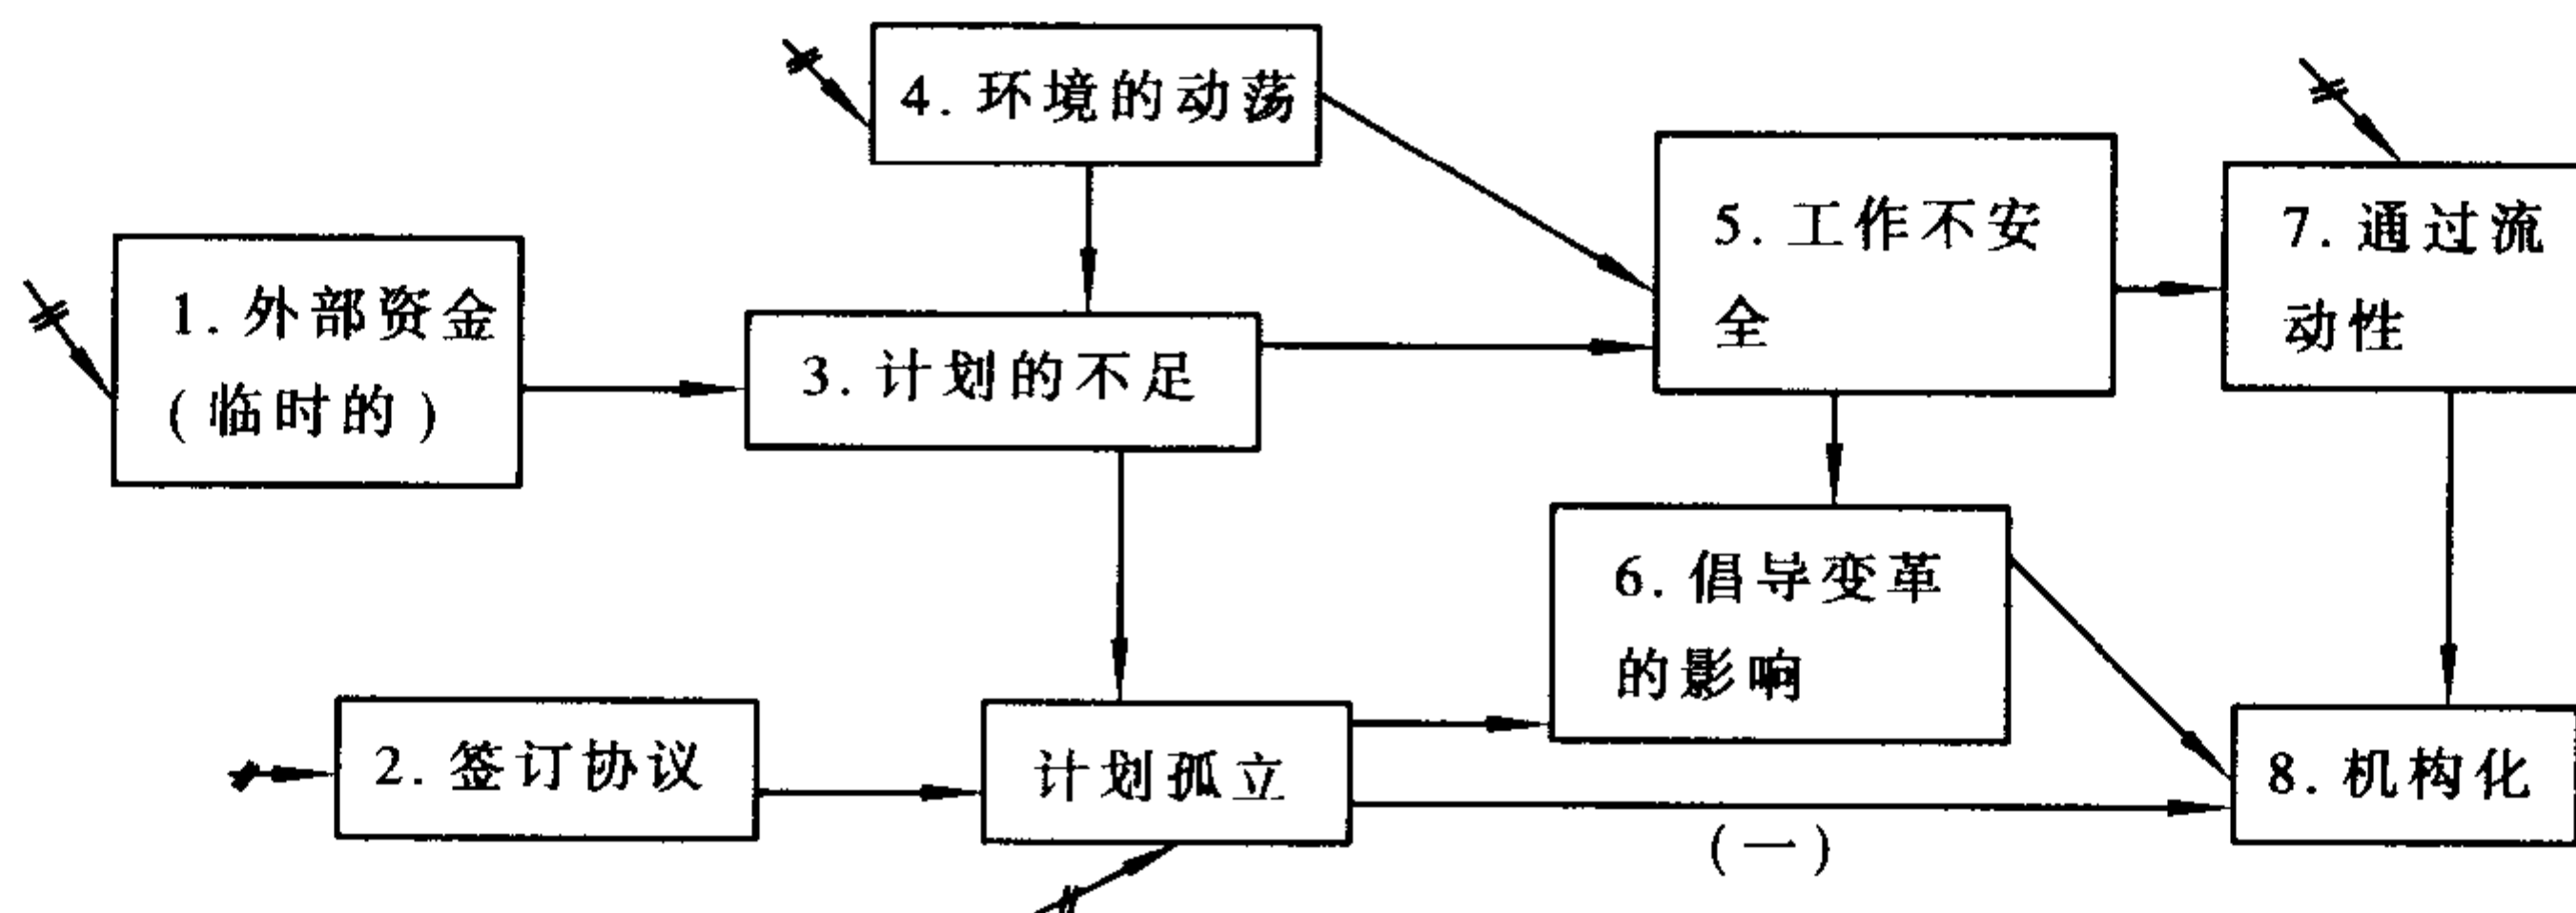 4. 环境的动荡
1. 外部资金
(临时的)
3. 计划的不足
5. 工作不安
全
7. 通过流
动性
6. 倡导变革
的影响
2. 签订协议
计划孤立
8. 机构化
(一)